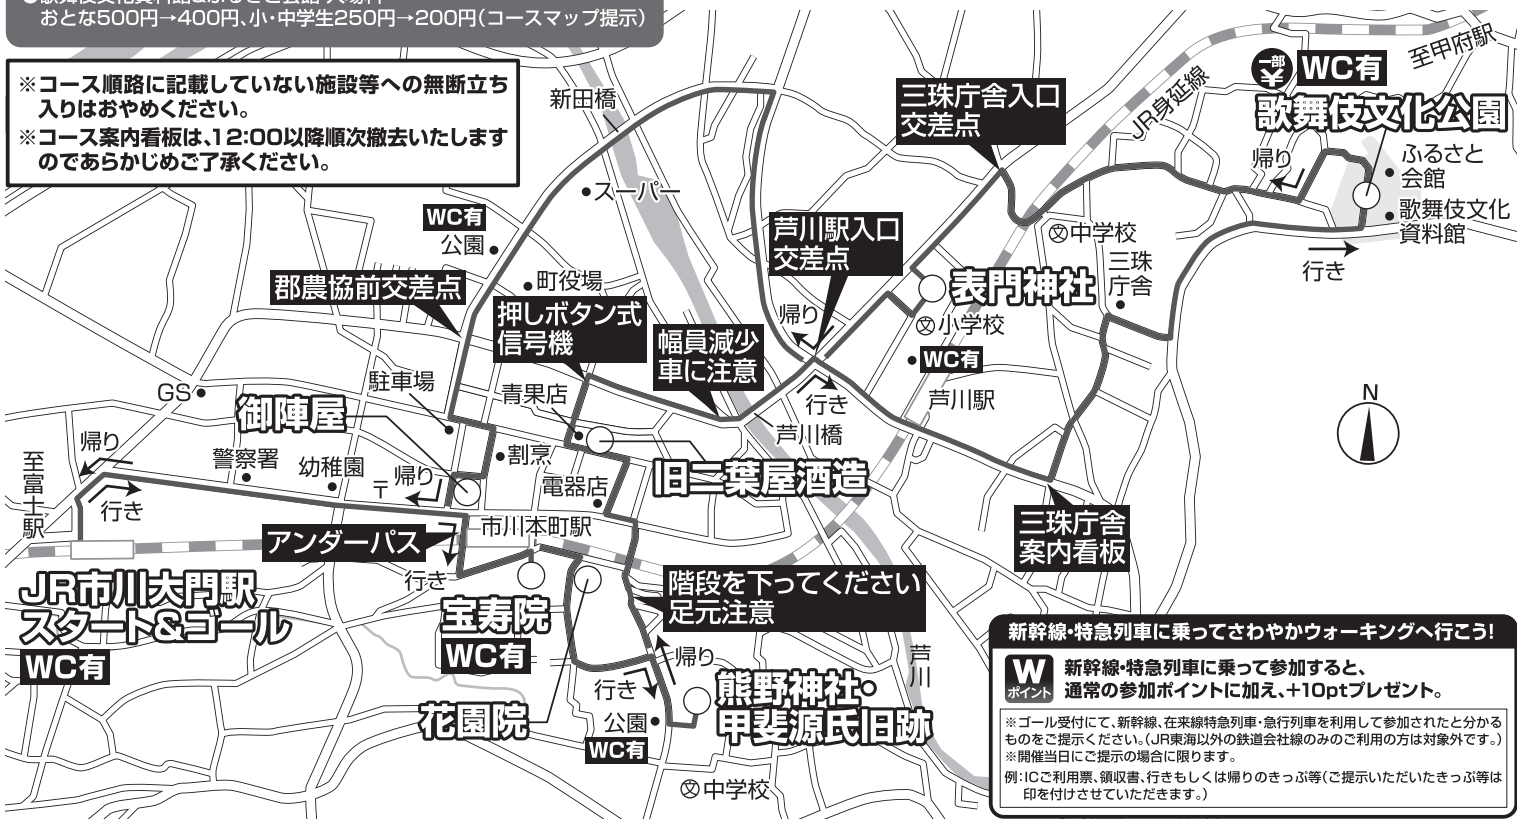 おとな500円→400円、小・中学生250円→200円(コースマップ提示)
※コース順路に記載していない施設等への無断立ち
入りはおやめください。
※コース案内看板は、12:00以降順次撤去いたします
のであらかじめご了承ください。
新田橋
三珠庁舎入口
交差点
JR身延線
至甲府駅
WC有
歌舞伎文化公園
帰り
ふるさと
会館
歌舞伎文化
資料館
行き
スーパー
WC有
公園
町役場
郡農協前交差点
押しボタン式
信号機
幅員減少
車に注意
芦川駅入口
交差点
帰り
行き
表門神社
文小学校
WC有
文中学校
三珠
庁舎
芦川駅
芦川橋
N
GS
駐車場
青果店
御陣屋
割烹
旧二葉屋酒造
電器店
至富士駅
帰り
行き
警察署
幼稚園
〒
帰り
市川本町駅
アンダーパス
行き
三珠庁舎
案内看板
JR市川大門駅
スタート&ゴール
WC有
宝寿院
WC有
階段を下ってください
足元注意
帰り
行き
花園院
公園
WC有
熊野神社・
甲斐源氏旧跡
芦川
文中学校
新幹線・特急列車に乗ってさわやかウォーキングへ行こう!
W
ポイント
新幹線・特急列車に乗って参加すると、
通常の参加ポイントに加え、+10ptプレゼント。
※ゴール受付にて、新幹線、在来線特急列車・急行列車を利用して参加されたと分かる
ものをご提示ください。(JR東海以外の鉄道会社線のみのご利用の方は対象外です。)
※開催当日にご提示の場合に限ります。
例:ICご利用票、領収書、行きもしくは帰りのきっぷ等(ご提示いただいたきっぷ等は
印を付けさせていただきます。)